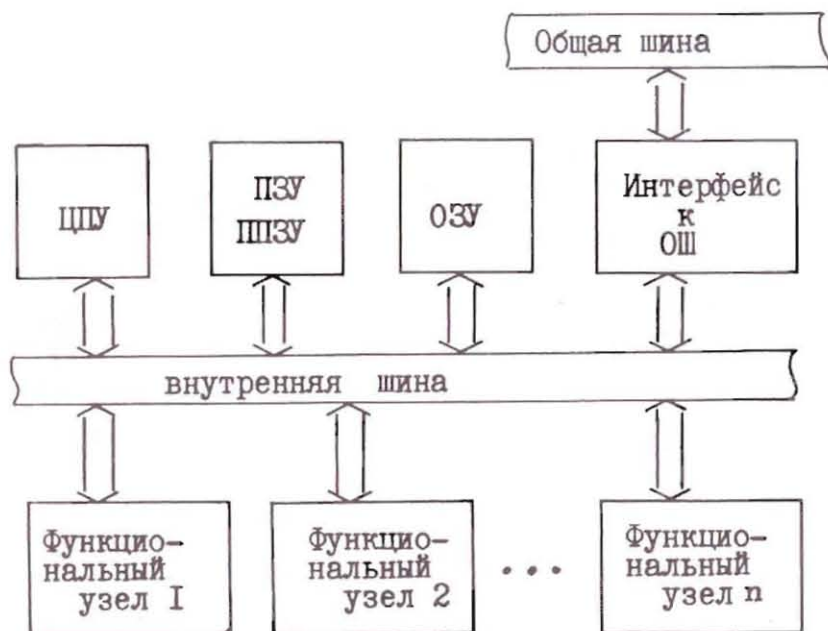 Общая шина
ЦПУ
ПЗУ
ППЗУ
ОЗУ
Интерфейс
к
ОШ
внутренняя шина
Функцио-
нальный
узел I
Функцио-
нальный
узел 2
...
Функцио-
нальный
узел n